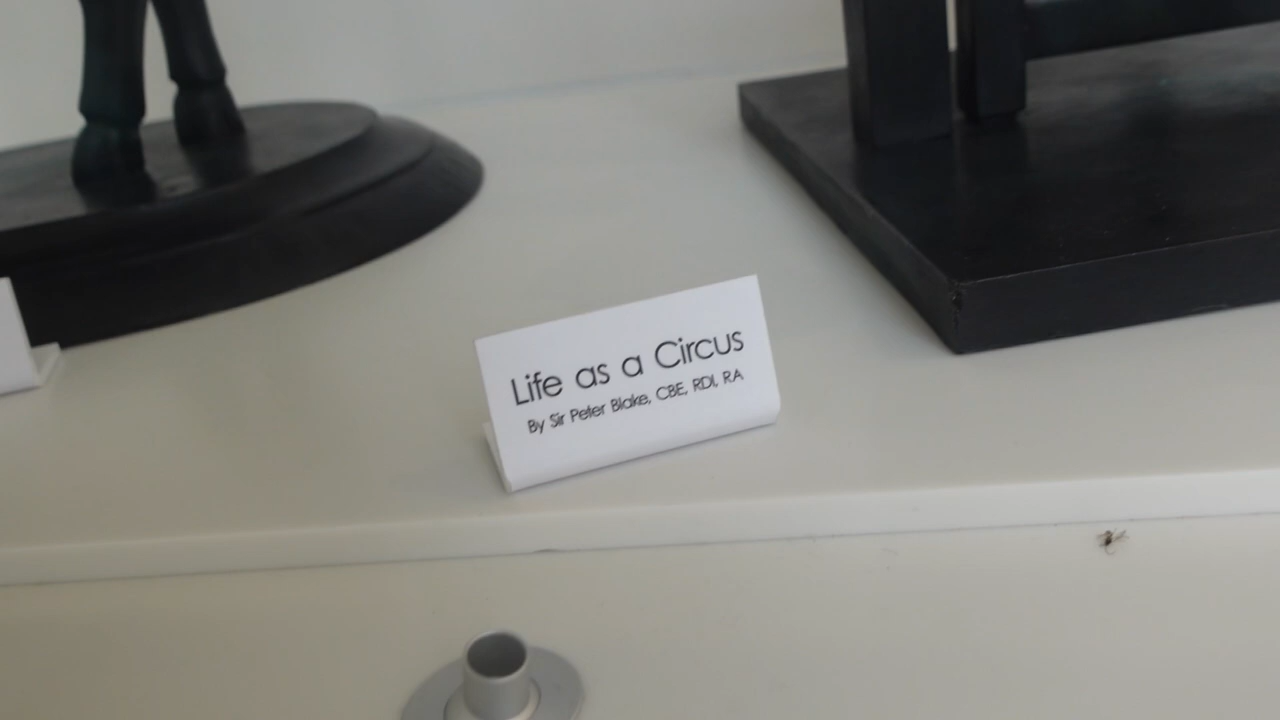 Life as a Circus
By Sir Peter Blake, CBE, RDI, RA